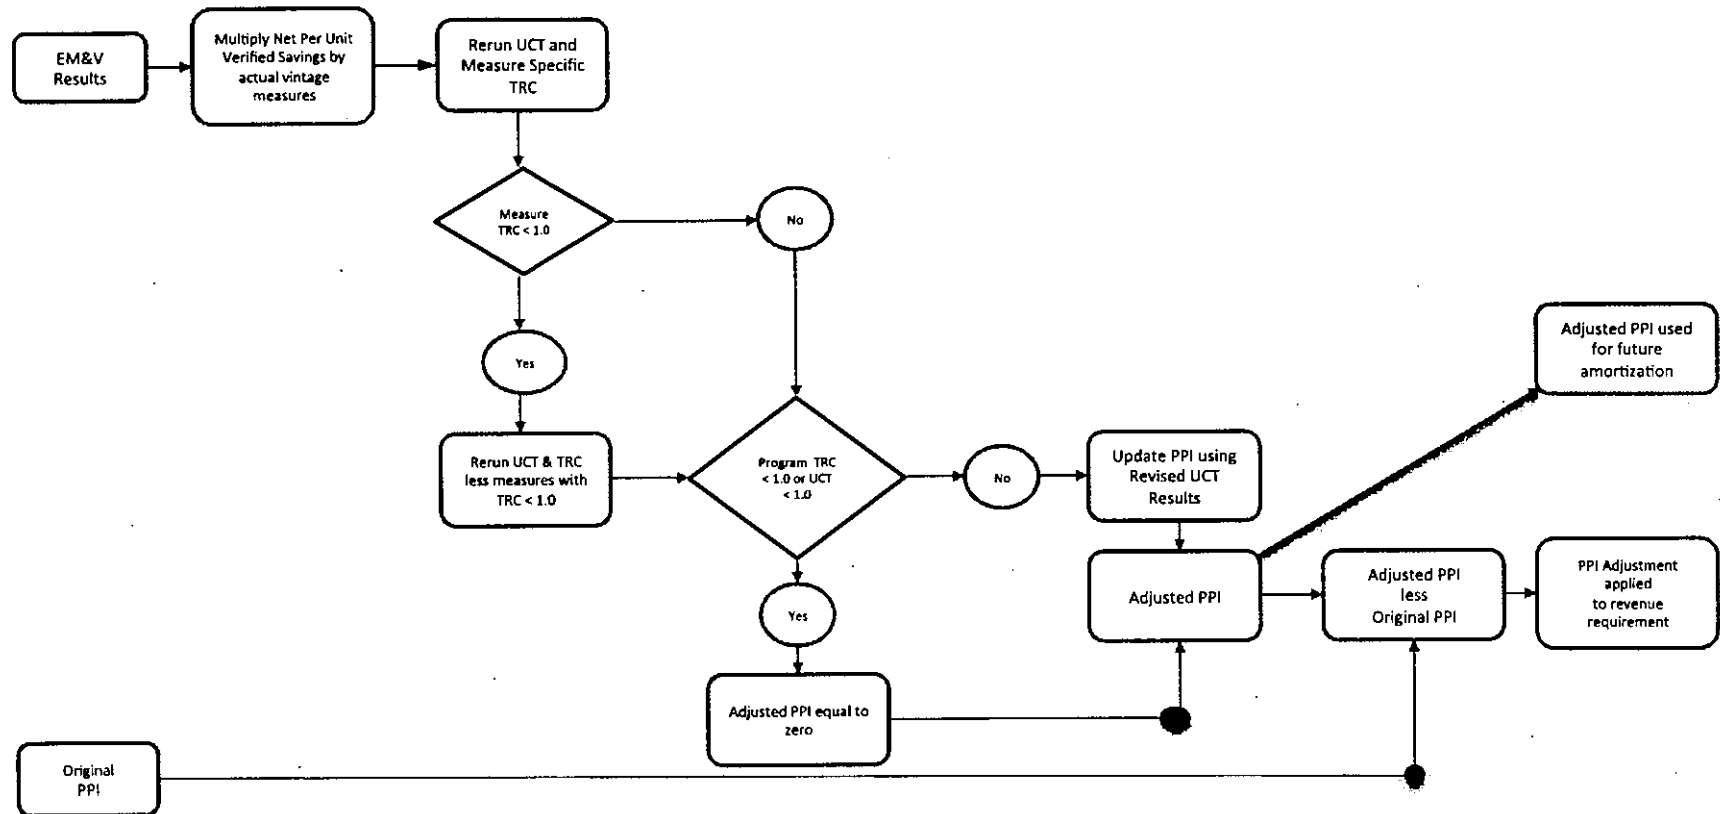 EM&V
Results
Multiply Net Per Unit
Verified Savings by
actual vintage
measures
Rerun UCT and
Measure Specific
TRC
Measure
TRC < 1.0
No
Yes
Rerun UCT & TRC
less measures with
TRC < 1.0
Program TRC
< 1.0 or UCT
< 1.0
No
Update PPI using
Revised UCT
Results
Adjusted PPI used
for future
amortization
Adjusted PPI
Adjusted PPI
less
Original PPI
PPI Adjustment
applied
to revenue
requirement
Yes
Adjusted PPI equal to
zero
Original
PPI